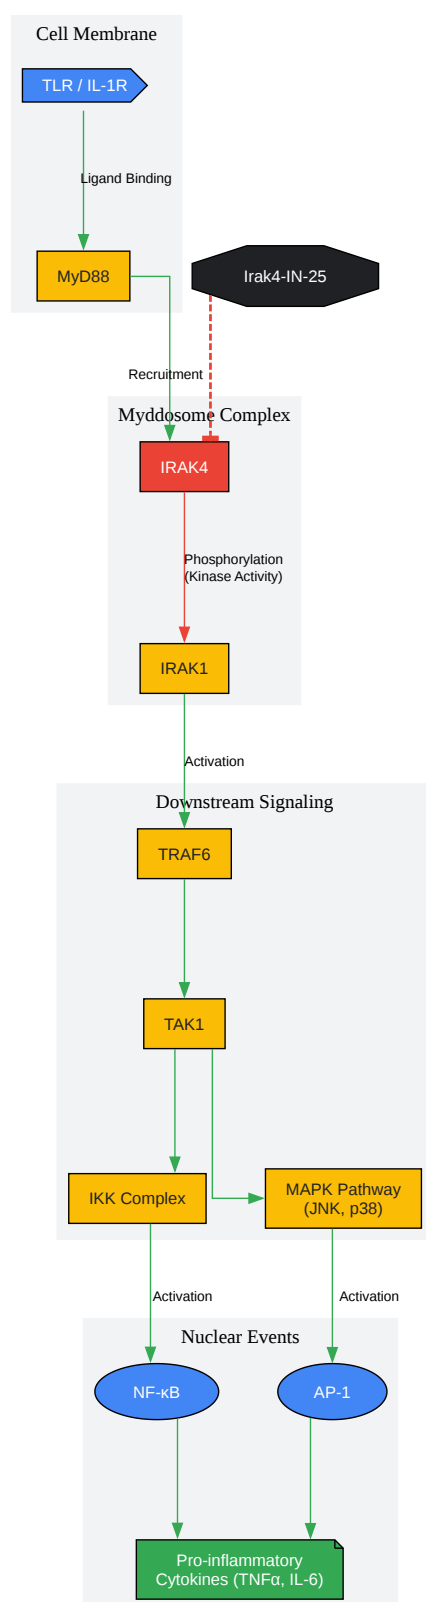 Cell Membrane
TLR / IL-1R
Ligand Binding
MyD88
Irak4-IN-25
Recruitment
Myddosome Complex
IRAK4
Phosphorylation
(Kinase Activity)
IRAK1
Activation
Downstream Signaling
TRAF6
TAK1
IKK Complex
MAPK Pathway
(JNK, p38)
Activation
Activation
Nuclear Events
NF-κB
AP-1
Pro-inflammatory
Cytokines (TNFα, IL-6)